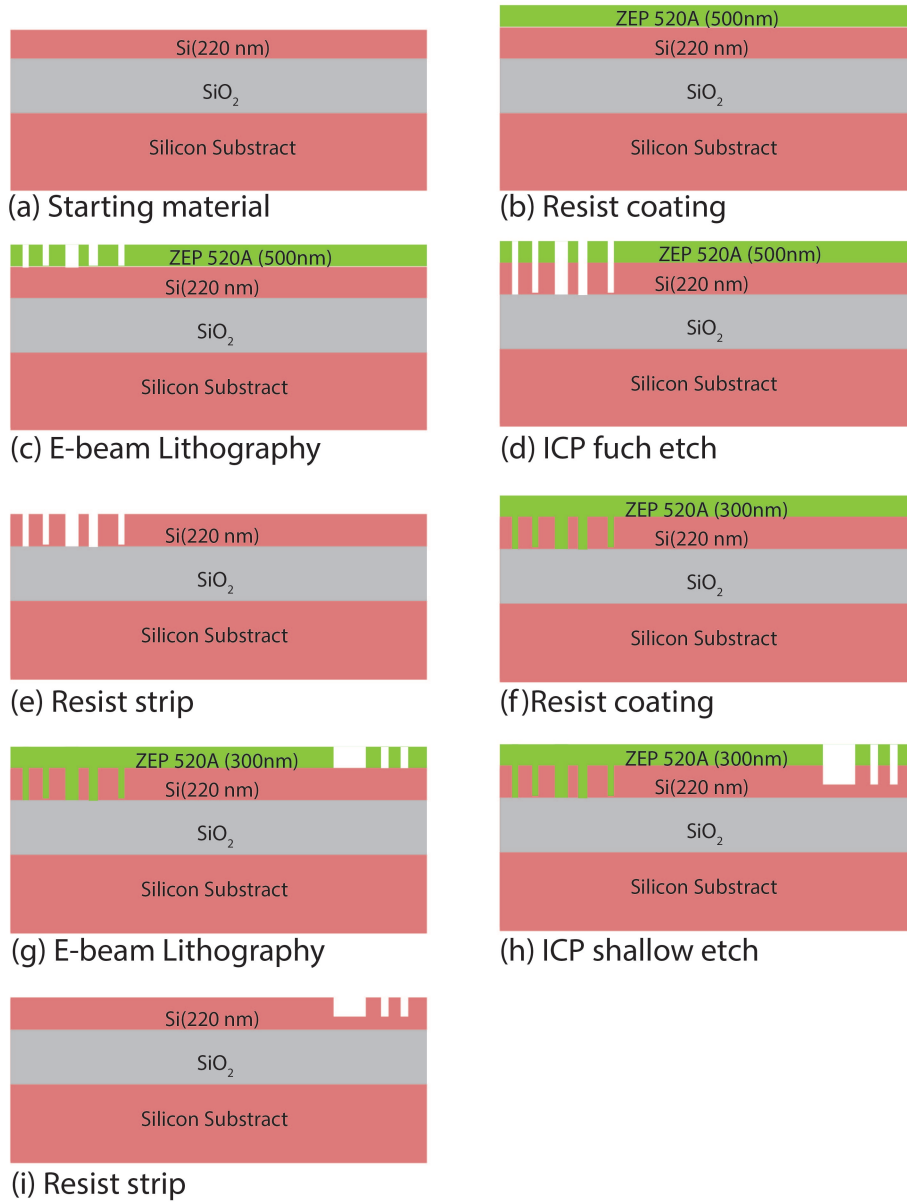 Si(220 nm)
SiO2
Silicon Substract
(a) Starting material
ZEP 520A (500nm)
Si(220 nm)
SiO2
Silicon Substract
(b) Resist coating
ZEP 520A (500nm)
Si(220 nm)
SiO2
Silicon Substract
(c) E-beam Lithography
ZEP 520A (500nm)
Si(220 nm)
SiO2
Silicon Substract
(d) ICP fuch etch
Si(220 nm)
SiO2
Silicon Substract
(e) Resist strip
ZEP 520A (300nm)
Si(220 nm)
SiO2
Silicon Substract
(f)Resist coating
ZEP 520A (300nm)
Si(220 nm)
SiO2
Silicon Substract
(g) E-beam Lithography
ZEP 520A (300nm)
Si(220 nm)
SiO2
Silicon Substract
(h) ICP shallow etch
Si(220 nm)
SiO2
Silicon Substract
(i) Resist strip